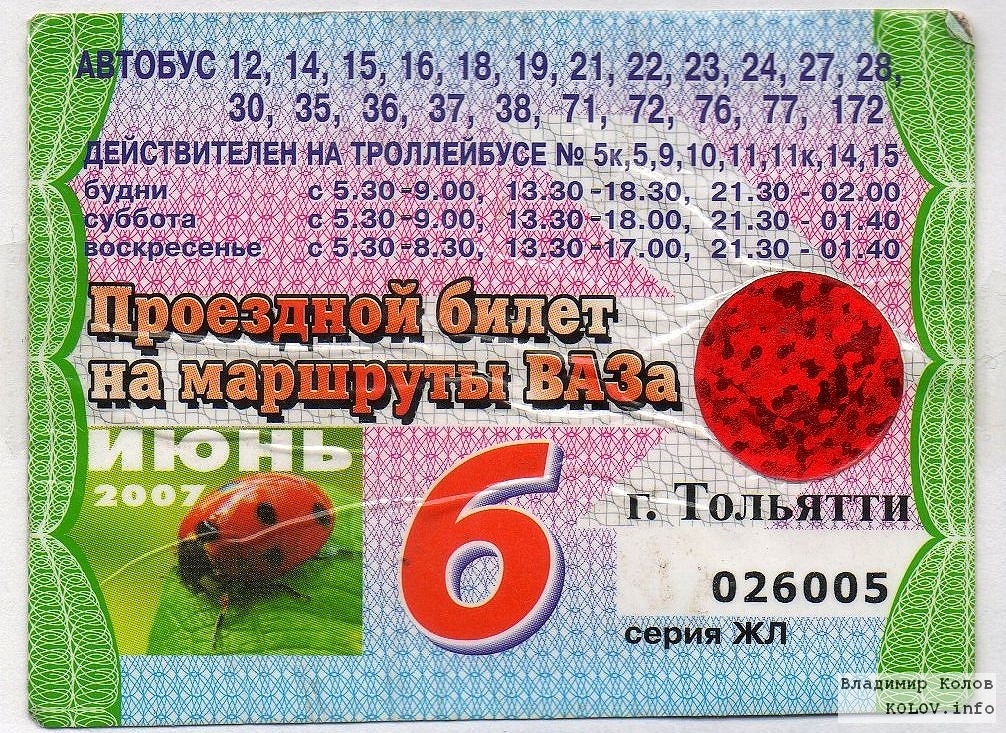 АВТОБУС 12, 14, 15, 16, 18, 19, 21, 22, 23, 24, 27, 28,
30, 35, 36, 37, 38, 71, 72, 76, 77, 172
ДЕЙСТВИТЕЛЕН НА ТРОЛЛЕЙБУСЕ № 5к,5,9,10,11,11к,14,15
будни с 5.30-9.00, 13.30-18.30, 21.30 - 02.00
суббота с 5.30-9.00, 13.30-18.00, 21.30 - 01.40
воскресенье с 5.30-8.30, 13.30-17.00, 21.30 - 01.40
Проездной билет
на маршруты ВАЗа
ИЮНЬ
2007
6
г. Тольятти
026005
серия ЖЛ
Владимир Колов
KOLOV.info